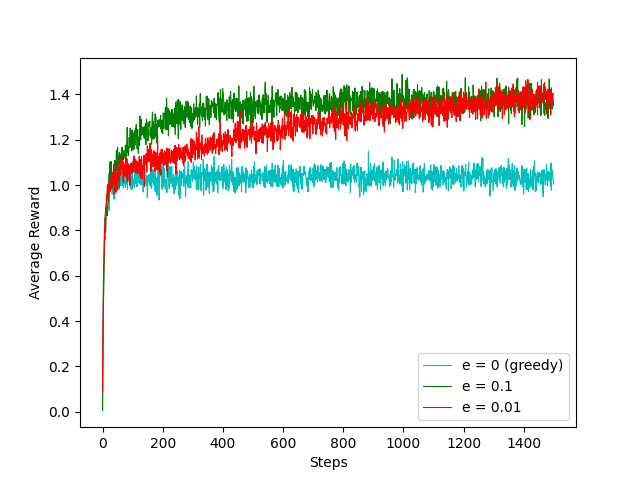 1.4
1.2
1.0
0.8
0.6
0.4
0.2
0.0
Average Reward
0 200 400 600 800 1000 1200 1400
Steps
e = 0 (greedy)
e = 0.1
e = 0.01